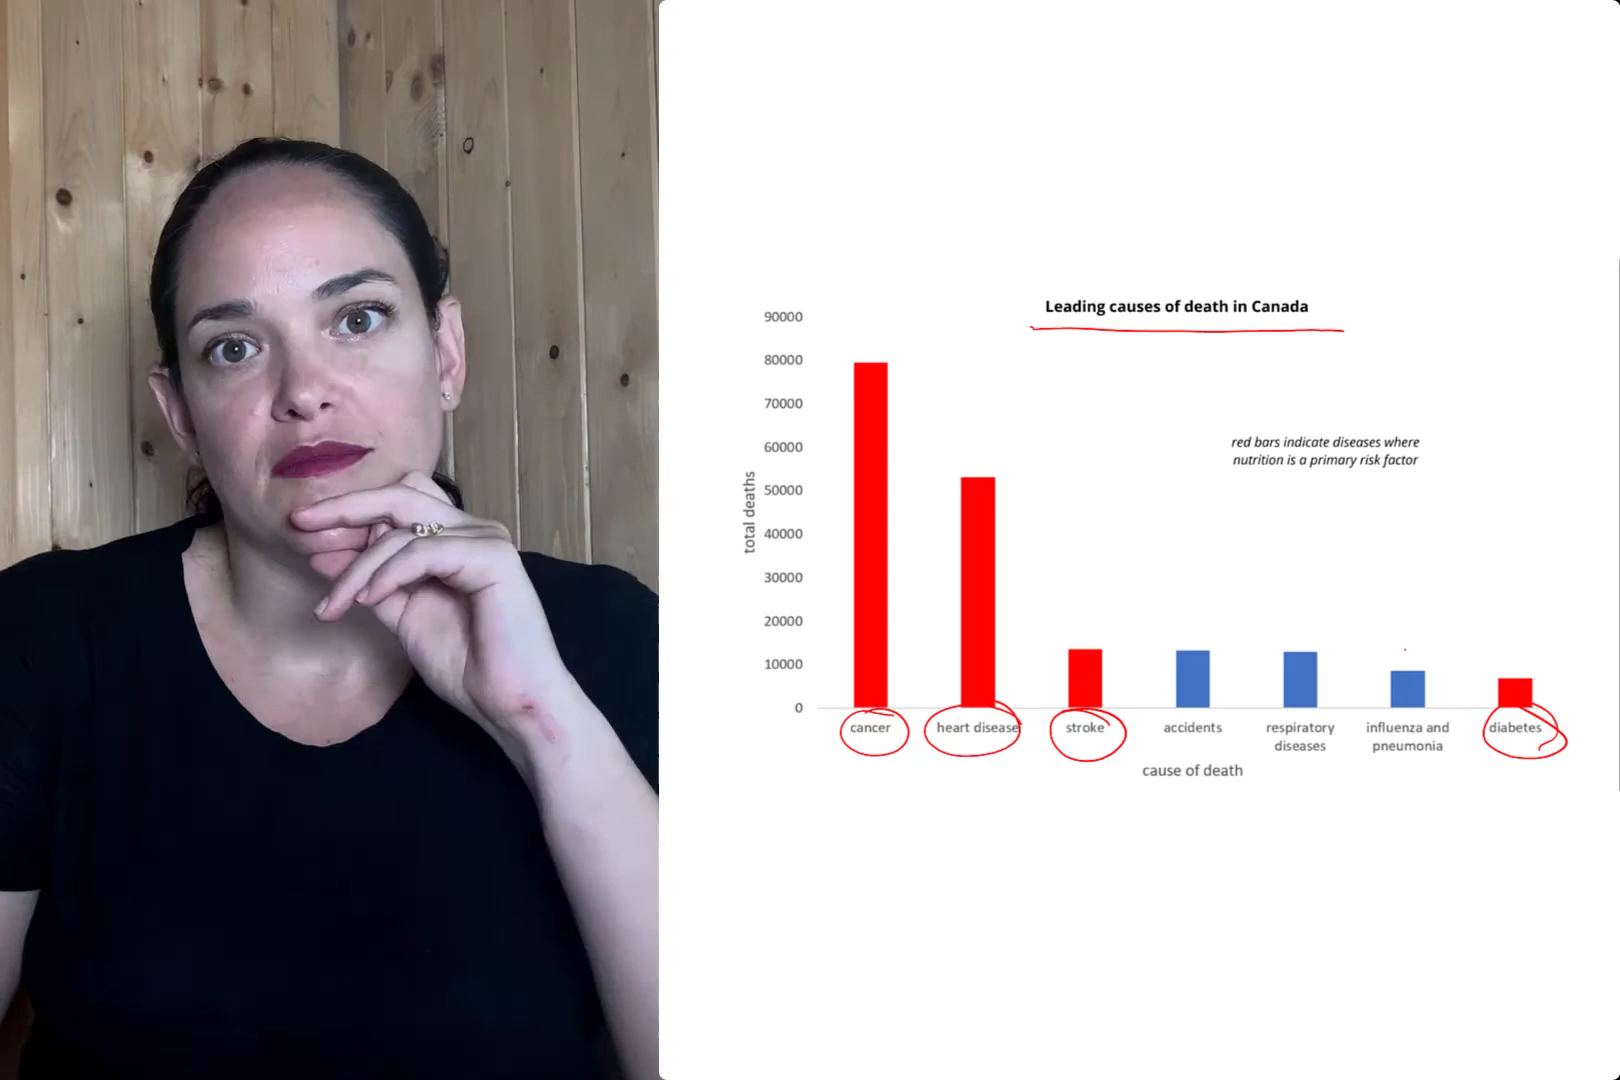 Leading causes of death in Canada
90000
80000
70000
60000
50000
40000
30000
20000
10000
0
total deaths
red bars indicate diseases where
nutrition is a primary risk factor
cancer
heart disease
stroke
accidents
respiratory
diseases
influenza and
pneumonia
diabetes
cause of death